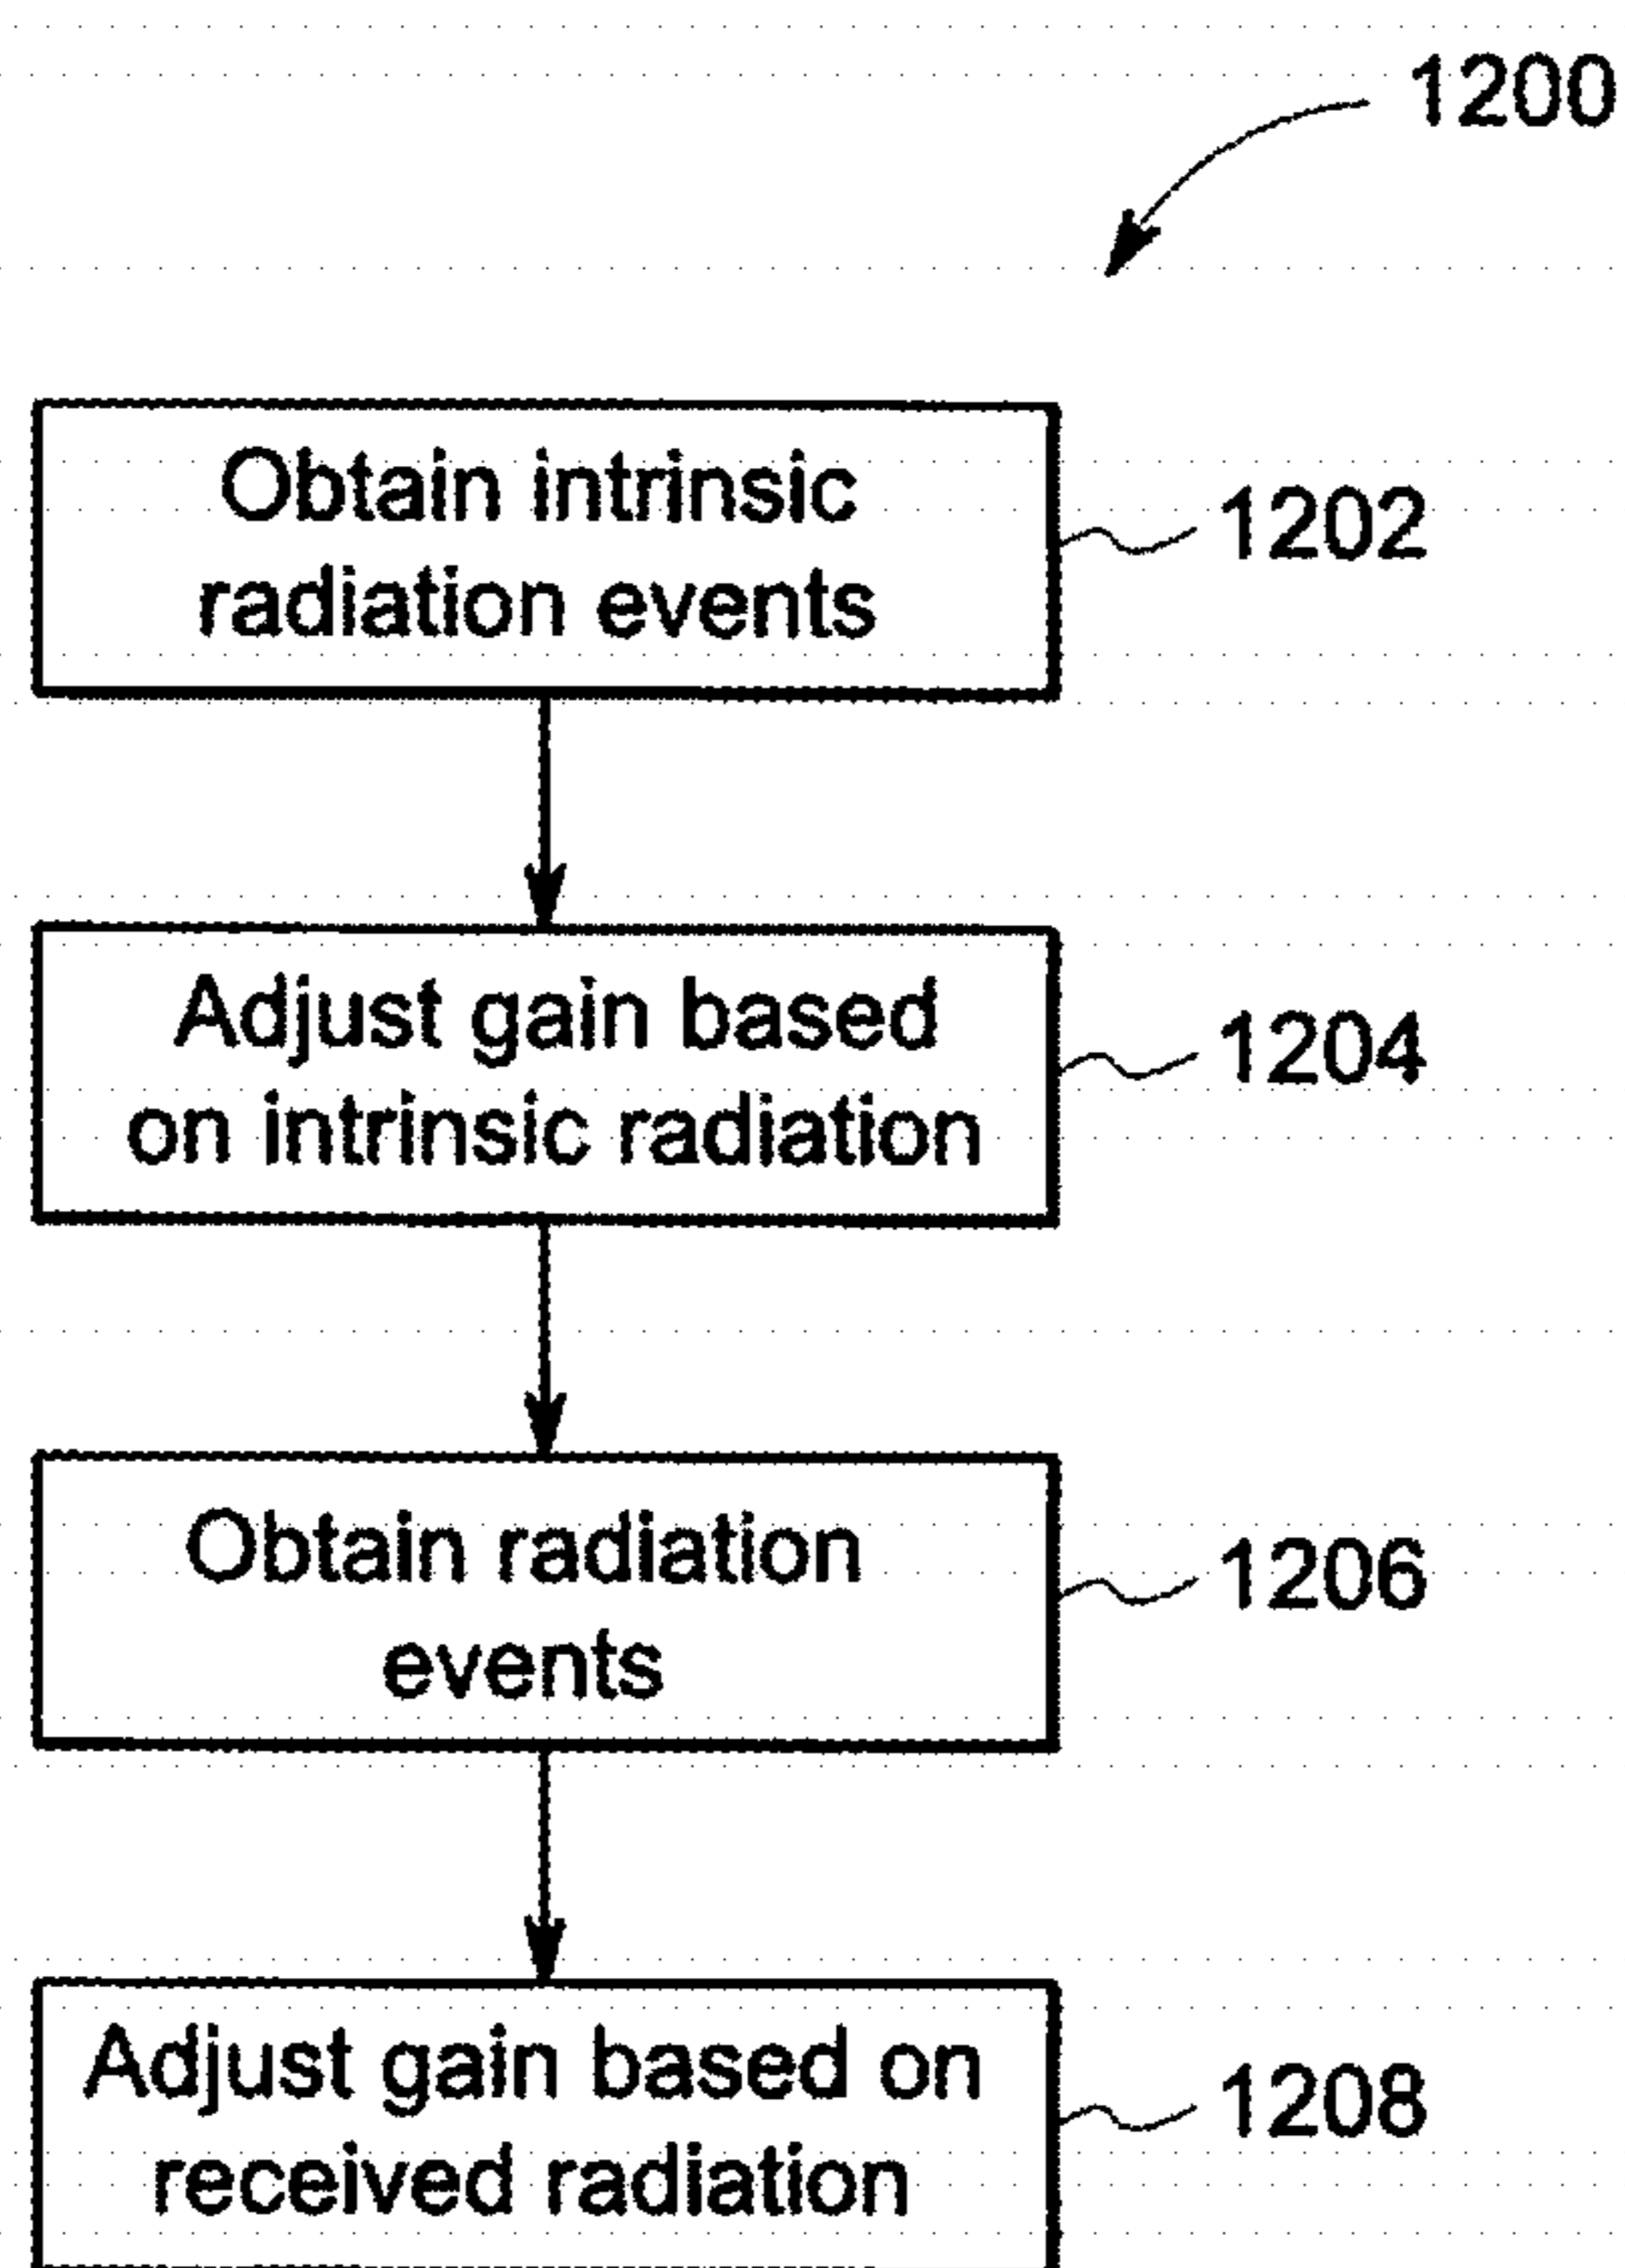 1200
Obtain intrinsic
radiation events
1202
Adjust gain based
on intrinsic radiation
1204
Obtain radiation
events
1206
Adjust gain based on
received radiation
1208